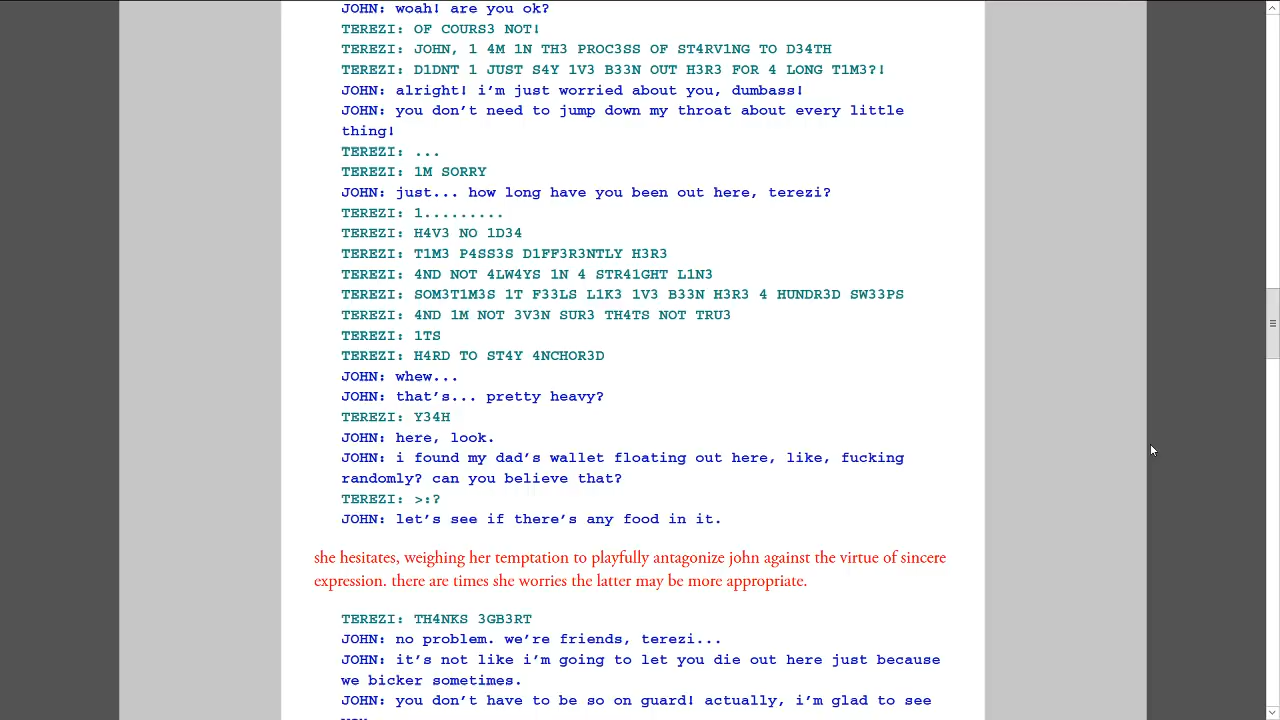 JOHN: woah! are you ok?
TEREZI: OF COURS3 NOT!
TEREZI: JOHN, 1 4M 1N TH3 PROC3SS OF ST4RV1NG TO D34TH
TEREZI: D1DNT 1 JUST S4Y 1V3 B33N OUT H3R3 FOR 4 LONG T1M3?!
JOHN: alright! i’m just worried about you, dumbass!
JOHN: you don’t need to jump down my throat about every little
thing!
TEREZI: ...
TEREZI: 1M SORRY
JOHN: just... how long have you been out here, terezi?
TEREZI: 1.........
TEREZI: H4V3 NO 1D34
TEREZI: T1M3 P4SS3S D1FF3R3NTLY H3R3
TEREZI: 4ND NOT 4LW4YS 1N 4 STR41GHT L1N3
TEREZI: SOM3T1M3S 1T F33LS L1K3 1V3 B33N H3R3 4 HUNDR3D SW33PS
TEREZI: 4ND 1M NOT 3V3N SUR3 TH4TS NOT TRU3
TEREZI: 1TS
TEREZI: H4RD TO ST4Y 4NCHOR3D
JOHN: whew...
JOHN: that’s... pretty heavy?
TEREZI: Y34H
JOHN: here, look.
JOHN: i found my dad’s wallet floating out here, like, fucking
randomly? can you believe that?
TEREZI: >:?
JOHN: let’s see if there’s any food in it.
she hesitates, weighing her temptation to playfully antagonize john against the virtue of sincere
expression. there are times she worries the latter may be more appropriate.
TEREZI: TH4NKS 3GB3RT
JOHN: no problem. we’re friends, terezi...
JOHN: it’s not like i’m going to let you die out here just because
we bicker sometimes.
JOHN: you don’t have to be so on guard! actually, i’m glad to see